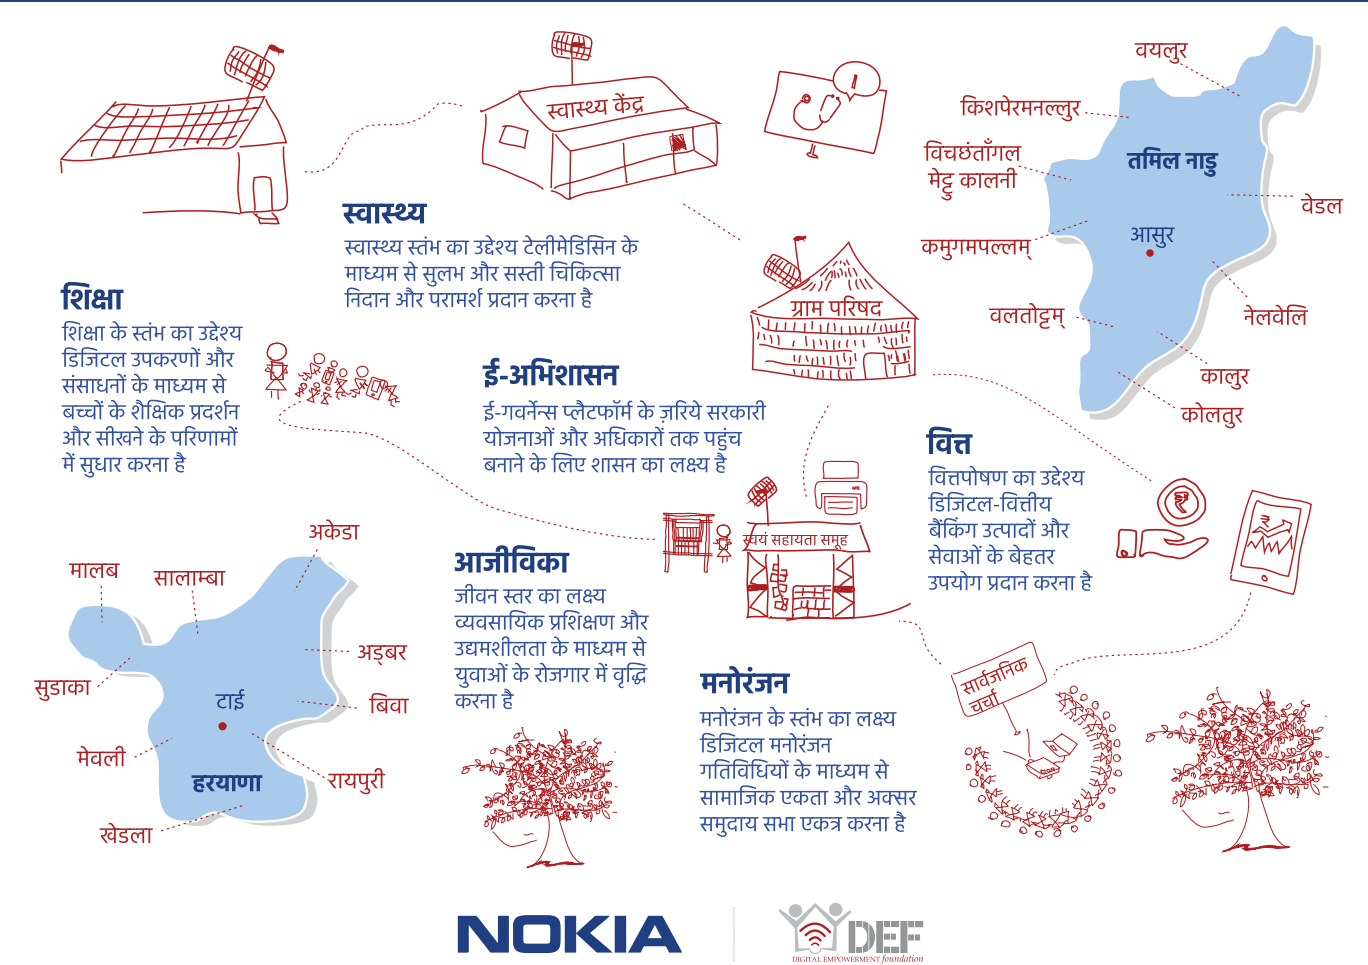 स्वास्थ्य केंद्र
वयलुर
किशपेरमनल्लुर
विचछंताँगल
मेट्टु कालनी
तमिल नाडु
वेडल
कमुगमपल्लम्
आसुर
वलतोट्टम्
नेलवेलि
कालुर
कोलतुर
स्वास्थ्य
स्वास्थ्य स्तंभ का उद्देश्य टेलीमेडिसिन के
माध्यम से सुलभ और सस्ती चिकित्सा
निदान और परामर्श प्रदान करना है
ग्राम परिषद
शिक्षा
शिक्षा के स्तंभ का उद्देश्य
डिजिटल उपकरणों और
संसाधनों के माध्यम से
बच्चों के शैक्षिक प्रदर्शन
और सीखने के परिणामों
में सुधार करना है
ई-अभिशासन
ई-गवर्नेन्स प्लैटफॉर्म के ज़रिये सरकारी
योजनाओं और अधिकारों तक पहुंच
बनाने के लिए शासन का लक्ष्य है
वित्त
वित्तपोषण का उद्देश्य
डिजिटल-वित्तीय
बैंकिंग उत्पादों और
सेवाओं के बेहतर
उपयोग प्रदान करना है
स्वयं सहायता समूह
आजीविका
जीवन स्तर का लक्ष्य
व्यवसायिक प्रशिक्षण और
उद्यमशीलता के माध्यम से
युवाओं के रोजगार में वृद्धि
करना है
अकेडा
मालब
सालाम्बा
अड्बर
सुडाका
टाई
बिवा
मेवली
हरयाणा
रायपुरी
खेडला
मनोरंजन
मनोरंजन के स्तंभ का लक्ष्य
डिजिटल मनोरंजन
गतिविधियों के माध्यम से
सामाजिक एकता और अक्सर
समुदाय सभा एकत्र करना है
सार्वजनिक
चर्चा
NOKIA
DEF
DIGITAL EMPOWERMENT foundation